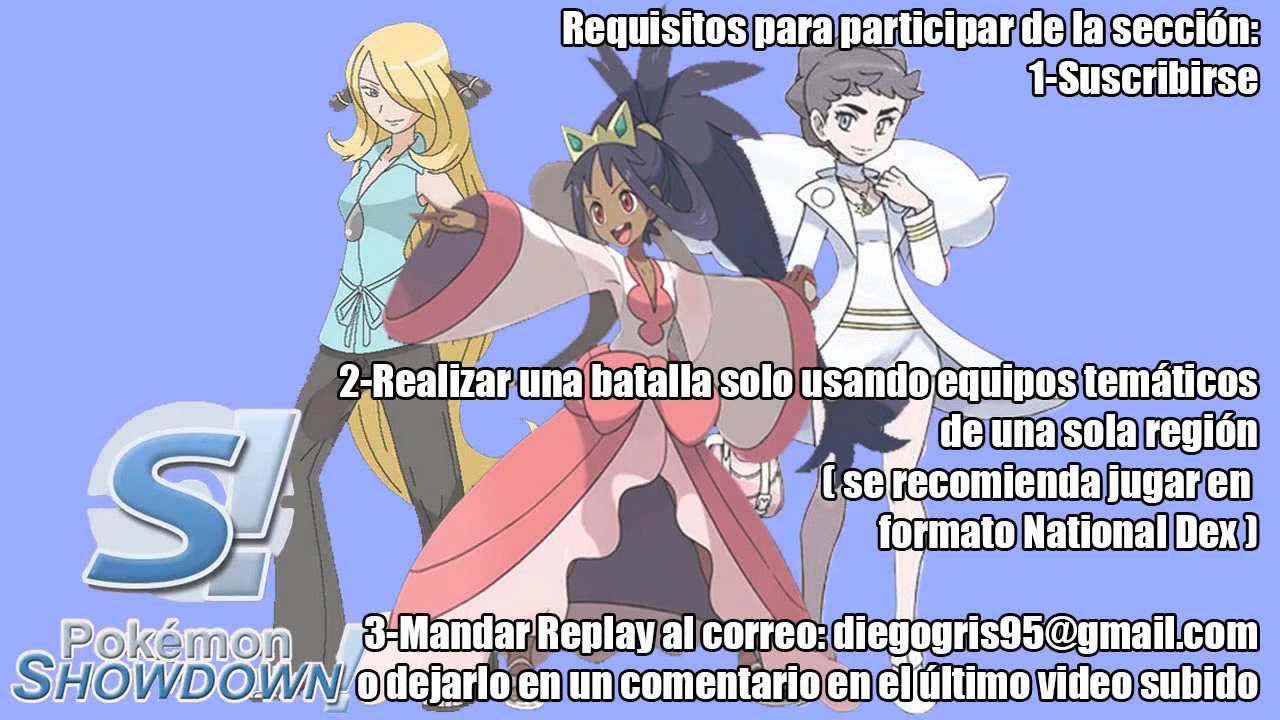 Requisitos para participar de la sección:
1-Suscribirse
2-Realizar una batalla solo usando equipos temáticos
de una sola región
( se recomienda jugar en
formato National Dex )
S!
Pokémon
SHOWDOWN!
3-Mandar Replay al correo: diegogris95@gmail.com
o dejarlo en un comentario en el último video subido